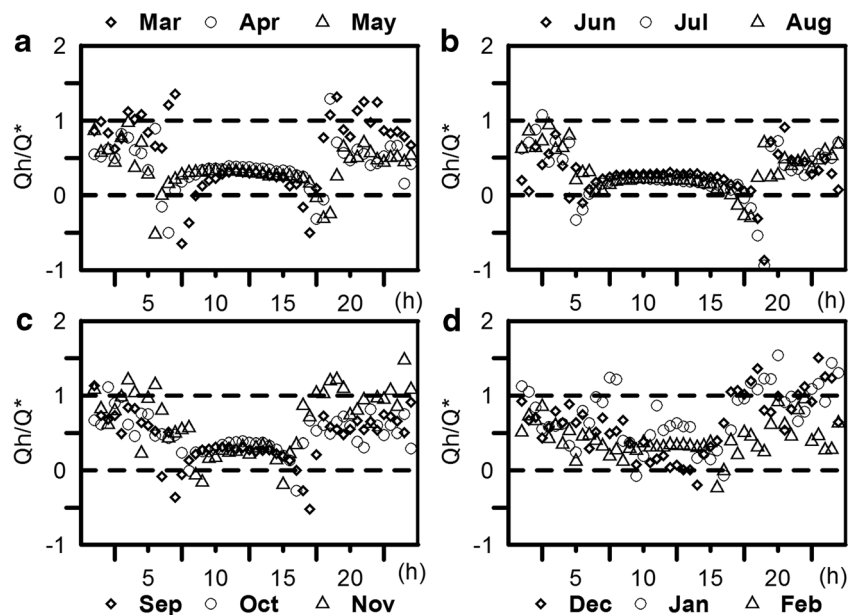 ◇ Mar ○ Apr △ May
◇ Jun ○ Jul △ Aug
a
2
1
0
-1
Qh/Q*
5 10 15 20 (h)
b
2
1
0
-1
Qh/Q*
5 10 15 20 (h)
c
2
1
0
-1
Qh/Q*
5 10 15 20 (h)
d
2
1
0
-1
Qh/Q*
5 10 15 20 (h)
◇ Sep ○ Oct △ Nov
◇ Dec ○ Jan △ Feb